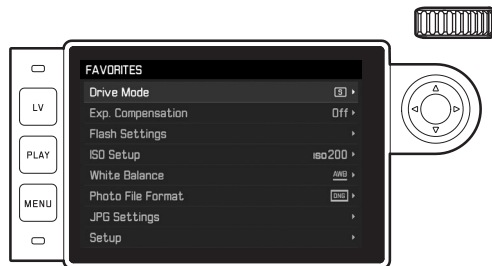 FAVORITES
Drive Mode S
Exp. Compensation Off
Flash Settings
ISO Setup ISO200
White Balance AWB
Photo File Format DNG
JPG Settings
Setup
LV
PLAY
MENU